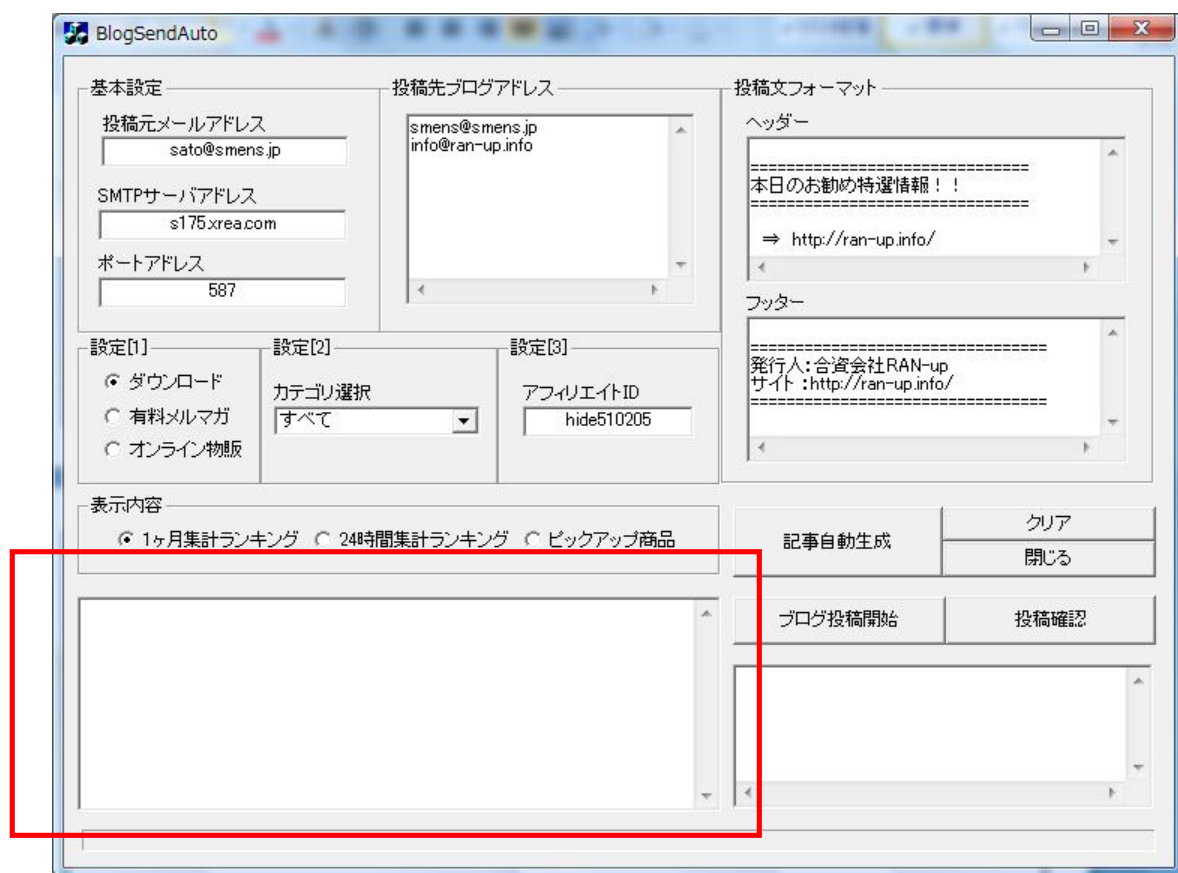 BlogSendAuto
基本設定
投稿元メールアドレス
sato@smens.jp
SMTPサーバアドレス
s175.xrea.com
ポートアドレス
587
投稿先ブログアドレス
smens@smens.jp
info@ran-up.info
投稿文フォーマット
ヘッダー
===============================
本日のお勧め特選情報！！
===============================
⇒ http://ran-up.info/
フッター
=================================
発行人：合資会社RAN-up
サイト：http://ran-up.info/
=================================
設定[1]
ダウンロード
有料メルマガ
オンライン物販
設定[2]
カテゴリ選択
すべて
設定[3]
アフィリエイトID
hide510205
表示内容
1ヶ月集計ランキング 24時間集計ランキング ピックアップ商品
記事自動生成
クリア
閉じる
ブログ投稿開始
投稿確認